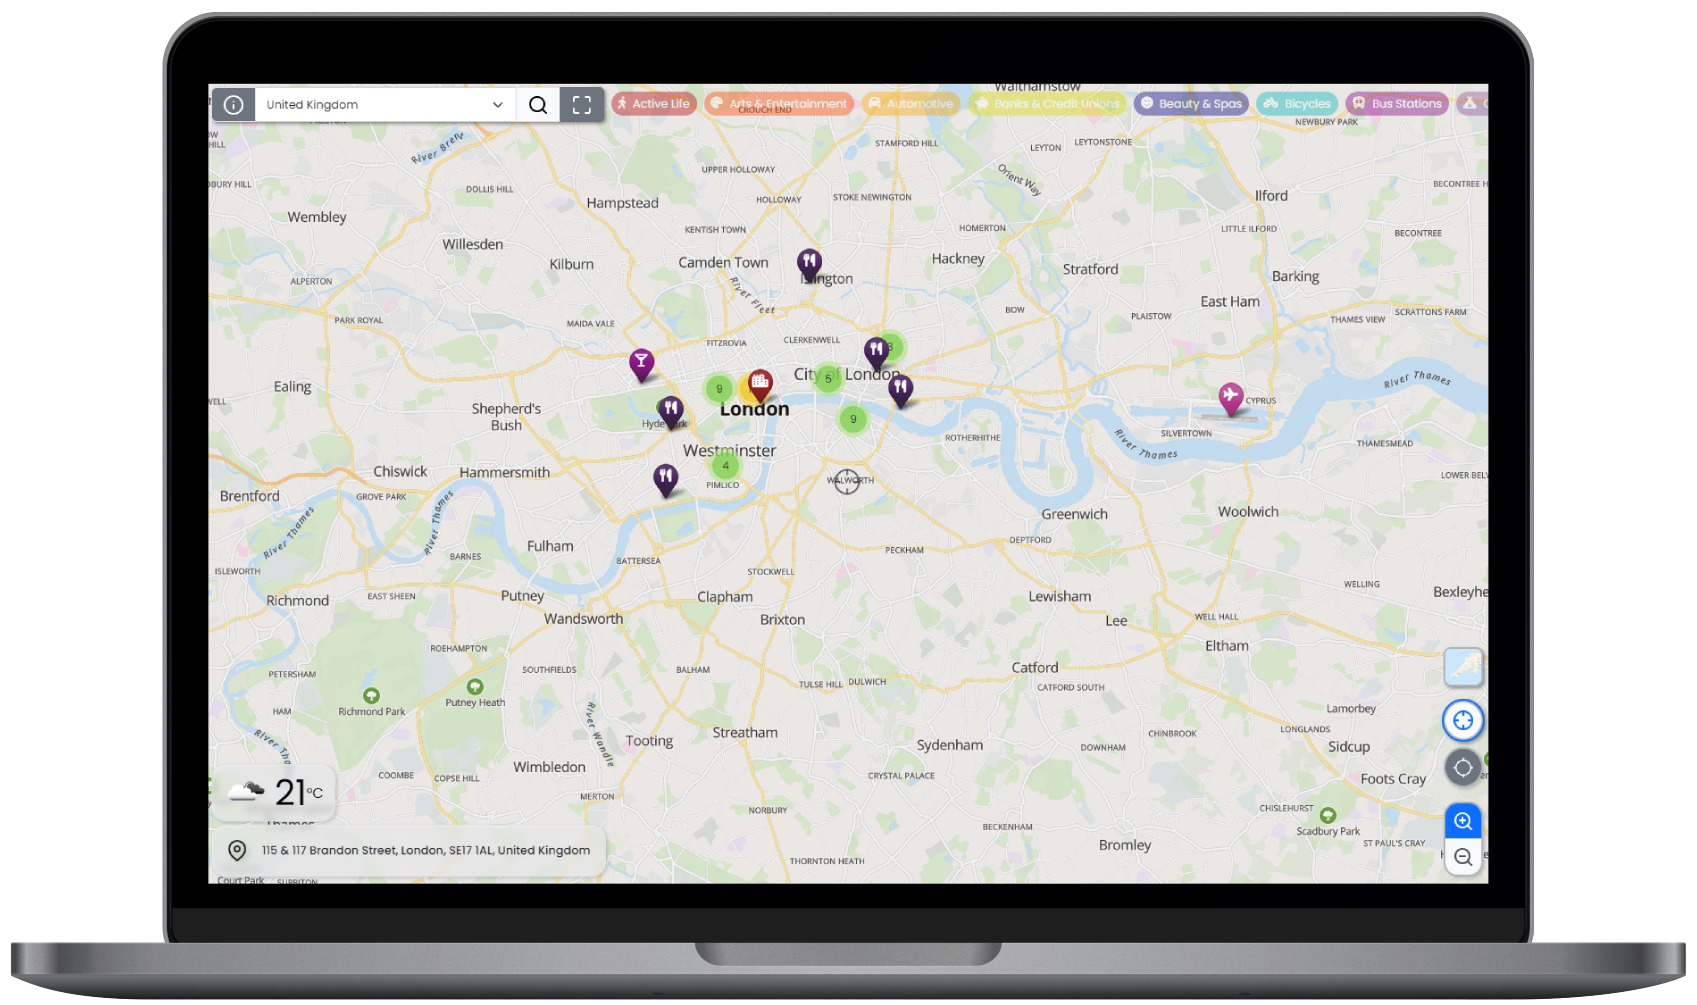 Walthamstow
United Kingdom
Active Life
Arts & Entertainment
Automotive
Banks & Credit Unions
Beauty & Spas
Bicycles
Bus Stations
CROUCH END
NEWBURY PARK
River Brent
STAMFORD HILL
LEYTON
LEYTONSTONE
HILL
UPPER HOLLOWAY
Orient Way
DOLLIS HILL
BURY HILL
BECONTREE H
Hampstead
HOLLOWAY
STOKE NEWINGTON
Ilford
Wembley
KENTISH TOWN
HOMERTON
LITTLE ILFORD
BECONTREE
Willesden
Kilburn
Camden Town
Hackney
Stratford
Barking
ALPERTON
River Fleet
East Ham
PARK ROYAL
MAIDA VALE
BOW
PLAISTOW
THAMES VIEW
SCRATTONS FARM
FITZROVIA
CLERKENWELL
3
City of London
5
River Thames
Ealing
9
CYPRUS
WELL
Shepherd's
Bush
London
9
SILVERTOWN
ROTHERHITHE
River Thames
THAMESMEAD
Westminster
4
Chiswick
Hammersmith
PIMLICO
WALWORTH
LOWER BEL
Brentford
GROVE PARK
River Thames
River Thames
Greenwich
Woolwich
Fulham
BARNES
BATTERSEA
PECKHAM
DEPTFORD
ISLEWORTH
STOCKWELL
WELLING
Richmond
EAST SHEEN
Putney
Clapham
Lewisham
Bexleyhe
Wandsworth
Brixton
Lee
WELL HALL
ROEHAMPTON
Eltham
PETERSHAM
SOUTHFIELDS
BALHAM
TULSE HILL
DULWICH
Catford
CATFORD SOUTH
HAM
Richmond Park
Putney Heath
Lamorbey
River Tha
River Wandle
Tooting
Streatham
Sydenham
DOWNHAM
CHINBROOK
LONGLANDS
Sidcup
COOMBE
COPSE HILL
Wimbledon
CRYSTAL PALACE
Foots Cray
21°C
MERTON
NORBURY
CHISLEHURST
Thames
BECKENHAM
Scadbury Park
115 & 117 Brandon Street, London, SE17 1AL, United Kingdom
THORNTON HEATH
Bromley
ST PAUL'S CRAY
Court Park
SURBITON